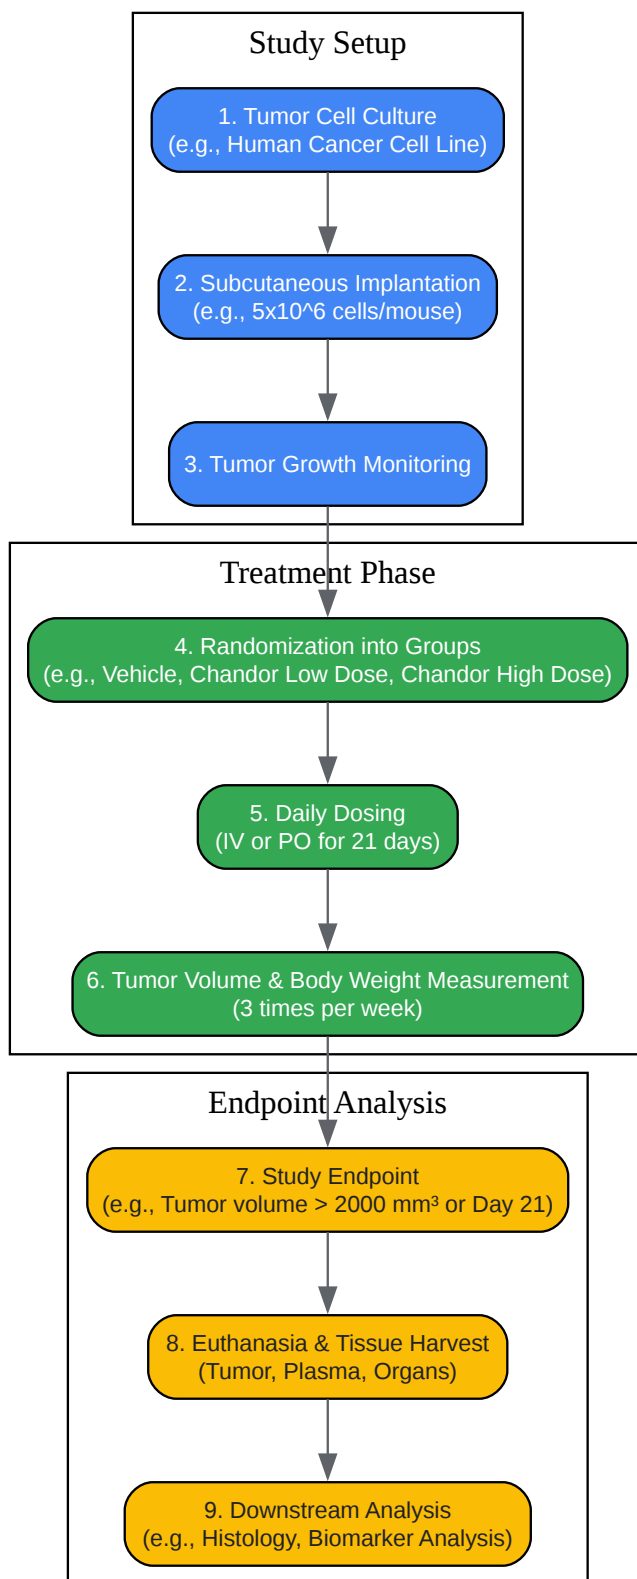 Study Setup
1. Tumor Cell Culture
(e.g., Human Cancer Cell Line)
2. Subcutaneous Implantation
(e.g., 5x10^6 cells/mouse)
3. Tumor Growth Monitoring
Treatment Phase
4. Randomization into Groups
(e.g., Vehicle, Chandor Low Dose, Chandor High Dose)
5. Daily Dosing
(IV or PO for 21 days)
6. Tumor Volume & Body Weight Measurement
(3 times per week)
Endpoint Analysis
7. Study Endpoint
(e.g., Tumor volume > 2000 mm³ or Day 21)
8. Euthanasia & Tissue Harvest
(Tumor, Plasma, Organs)
9. Downstream Analysis
(e.g., Histology, Biomarker Analysis)